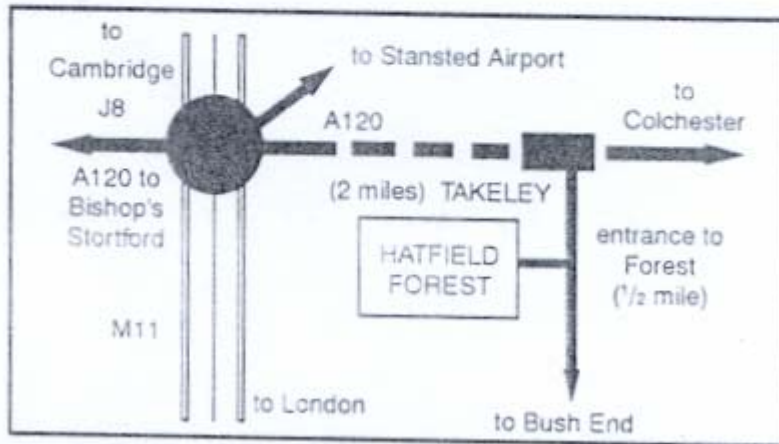 to
Cambridge
J8
to Stansted Airport
A120
to
Colchester
A120 to
Bishop's
Stortford
(2 miles) TAKELEY
HATFIELD
FOREST
entrance to
Forest
(1/2 mile)
M11
to London
to Bush End